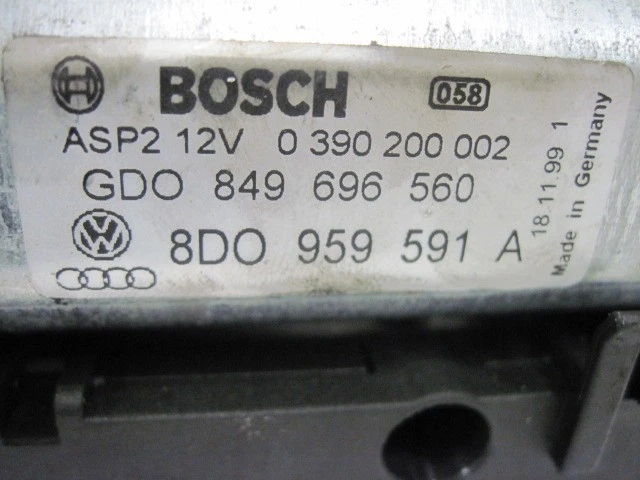 BOSCH 058
ASP2 12V 0 390 200 002
GDO 849 696 560
8DO 959 591 A
18.11.99 1
Made in Germany